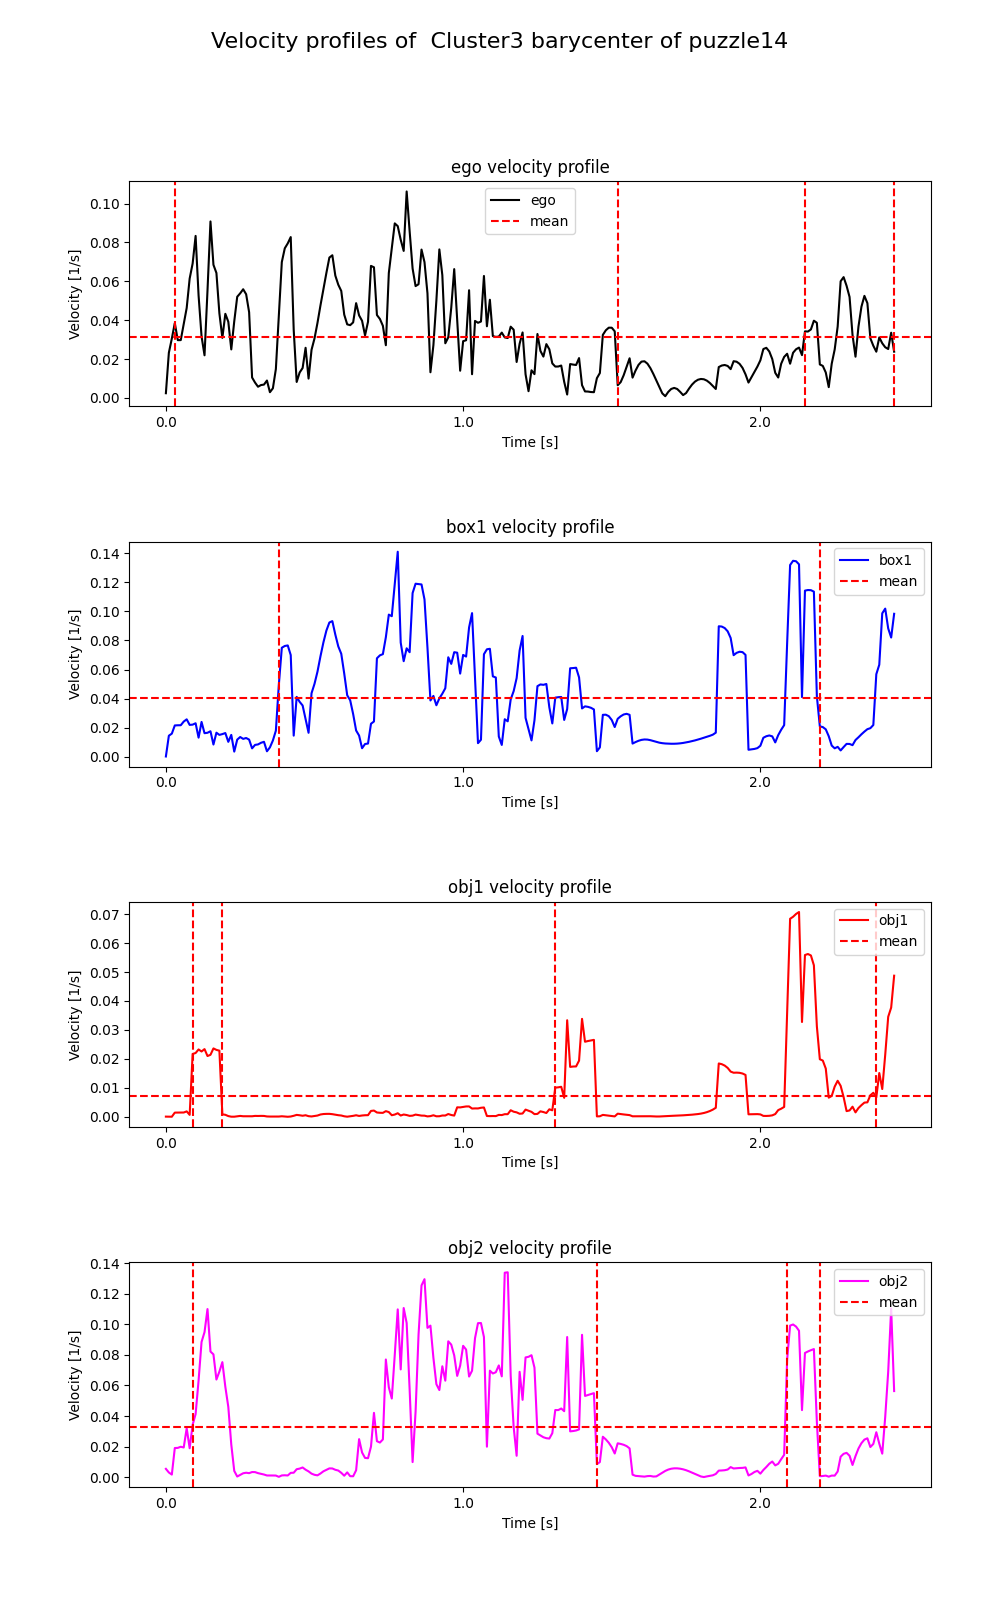 Velocity profiles of  Cluster3 barycenter of puzzle14
ego velocity profile
0.10
0.08
0.06
0.04
0.02
0.00
Velocity [1/s]
ego
mean
0.0 1.0 2.0
Time [s]
box1 velocity profile
0.14
0.12
0.10
0.08
0.06
0.04
0.02
0.00
Velocity [1/s]
box1
mean
0.0 1.0 2.0
Time [s]
obj1 velocity profile
0.07
0.06
0.05
0.04
0.03
0.02
0.01
0.00
Velocity [1/s]
obj1
mean
0.0 1.0 2.0
Time [s]
obj2 velocity profile
0.14
0.12
0.10
0.08
0.06
0.04
0.02
0.00
Velocity [1/s]
obj2
mean
0.0 1.0 2.0
Time [s]